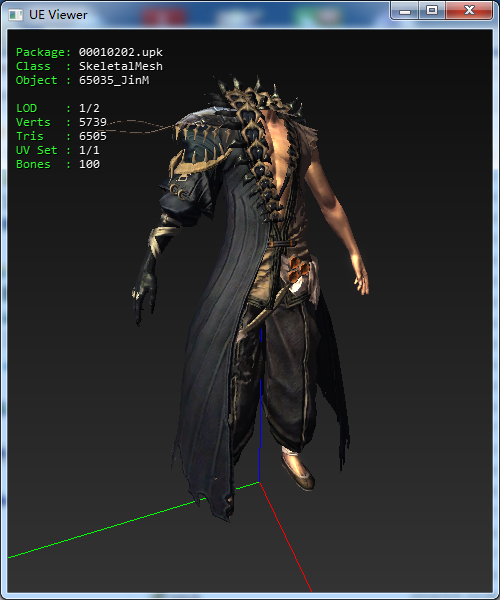 UE Viewer
Package: 00010202.upk
Class : SkeletalMesh
Object : 65035_JinM
LOD : 1/2
Verts : 5739
Tris : 6505
UV Set : 1/1
Bones : 100